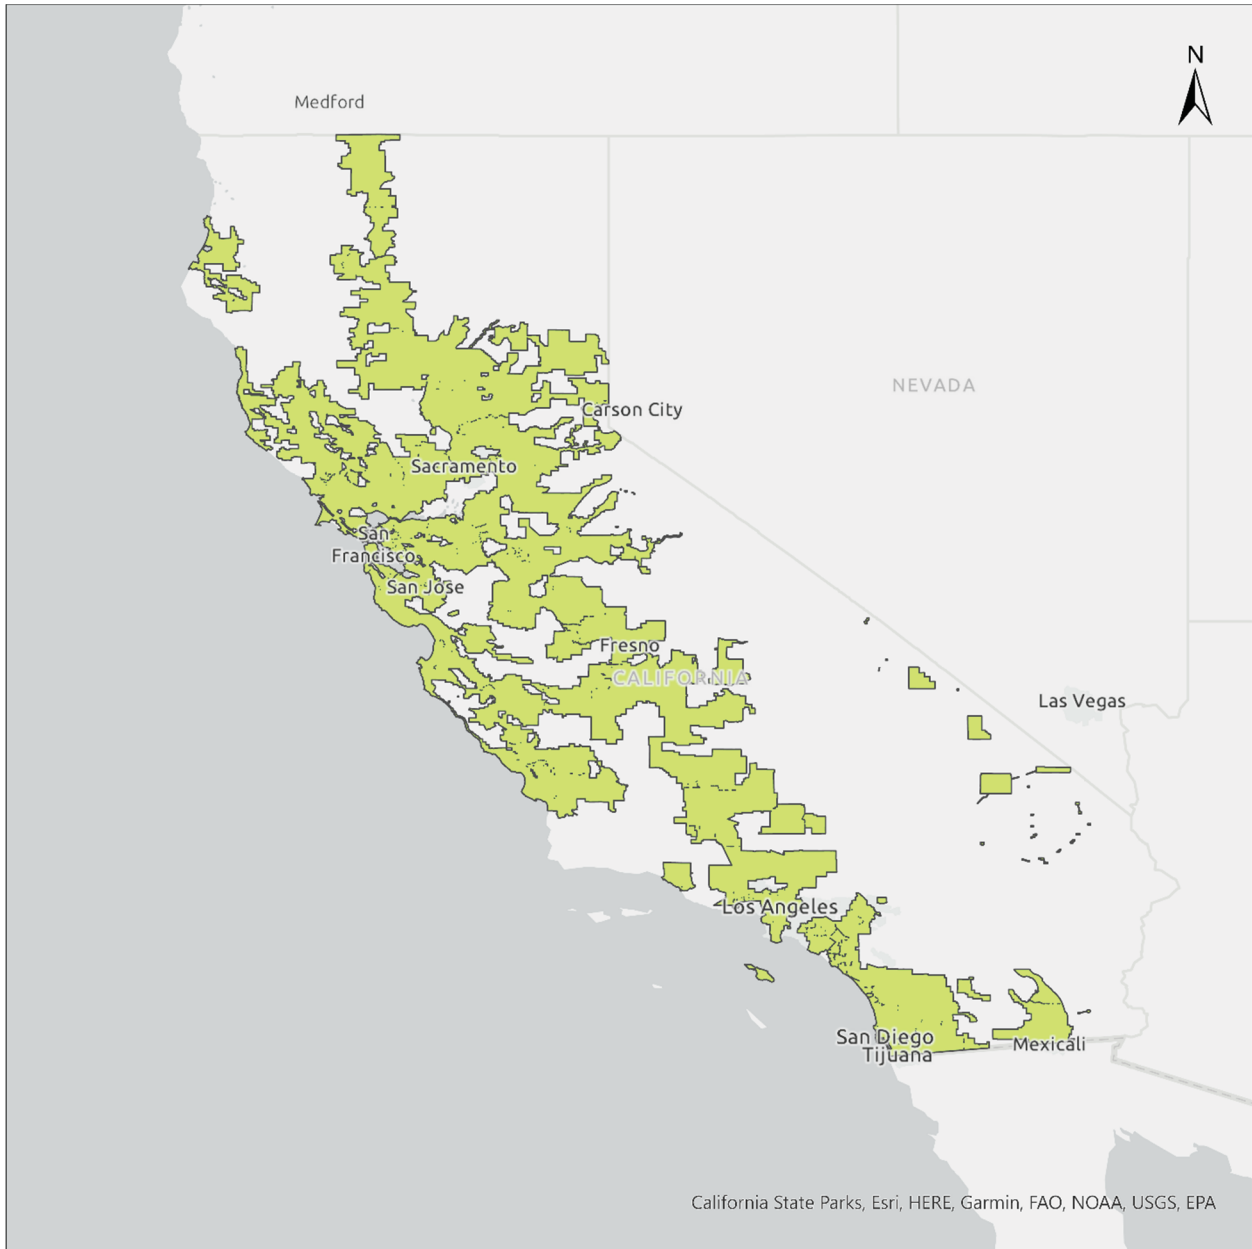 N
Medford
NEVADA
Carson City
Sacramento
San
Francisco
San Jose
Fresno
CALIFORNIA
Las Vegas
Los Angeles
San Diego
Tijuana
Mexicali
California State Parks, Esri, HERE, Garmin, FAO, NOAA, USGS, EPA